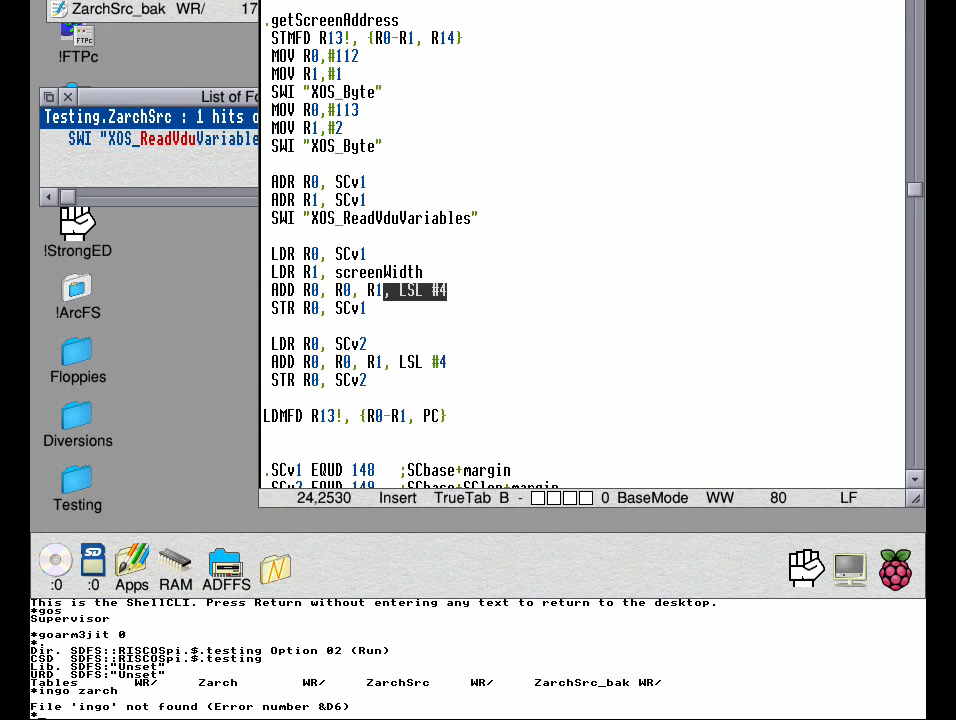 ZarchSrc_bak WR/ 17
!FTPc
List of Fo
Testing.ZarchSrc : 1 hits
SWI "XOS_ReadVduVariable
!StrongED
!ArcFS
Floppies
Diversions
Testing
.getScreenAddress
STMFD R13!, {R0-R1, R14}
MOV R0,#112
MOV R1,#1
SWI "XOS_Byte"
MOV R0,#113
MOV R1,#2
SWI "XOS_Byte"
ADR R0, SCv1
ADR R1, SCv1
SWI "XOS_ReadVduVariables"
LDR R0, SCv1
LDR R1, screenWidth
ADD R0, R0, R1, LSL #4
STR R0, SCv1
LDR R0, SCv2
ADD R0, R0, R1, LSL #4
STR R0, SCv2
LDMFD R13!, {R0-R1, PC}
.SCv1 EQUD 148 ;SCbase+margin
.SCv2 EQUD 149 ;SCbase+SClen+margin
24,2530 Insert TrueTab B - 0 BaseMode WW 80 LF
:0 :0 Apps RAM ADFFS
This is the ShellCLI. Press Return without entering any text to return to the desktop.
*gos
Supervisor
*goarm3jit 0
*.
Dir. SDFS::RISCOSpi.$.testing Option 02 (Run)
CSD SDFS::RISCOSpi.$.testing
Lib. SDFS:"Unset"
URD SDFS:"Unset"
Tables WR/ Zarch WR/ ZarchSrc WR/ ZarchSrc_bak WR/
*ingo zarch
File 'ingo' not found (Error number &D6)
*_